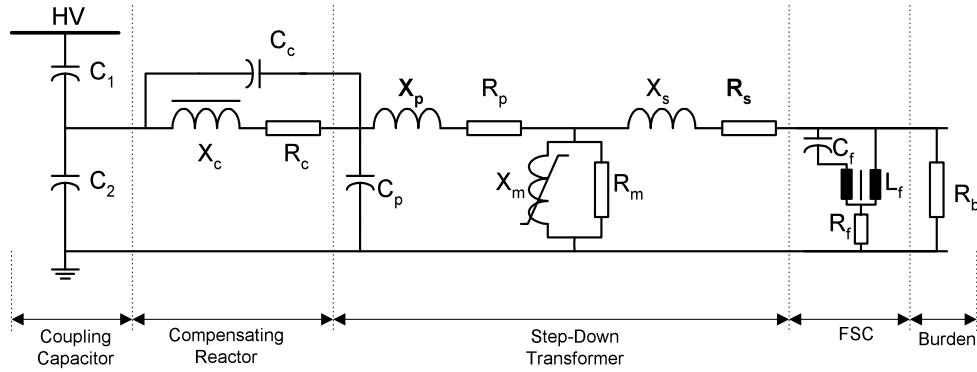 HV
C1
C2
Cc
Xc
Rc
Cp
Xp
Rp
Xm
Rm
Xs
Rs
Cf
Lf
Rf
Rb
Coupling
Capacitor
Compensating
Reactor
Step-Down
Transformer
FSC
Burden